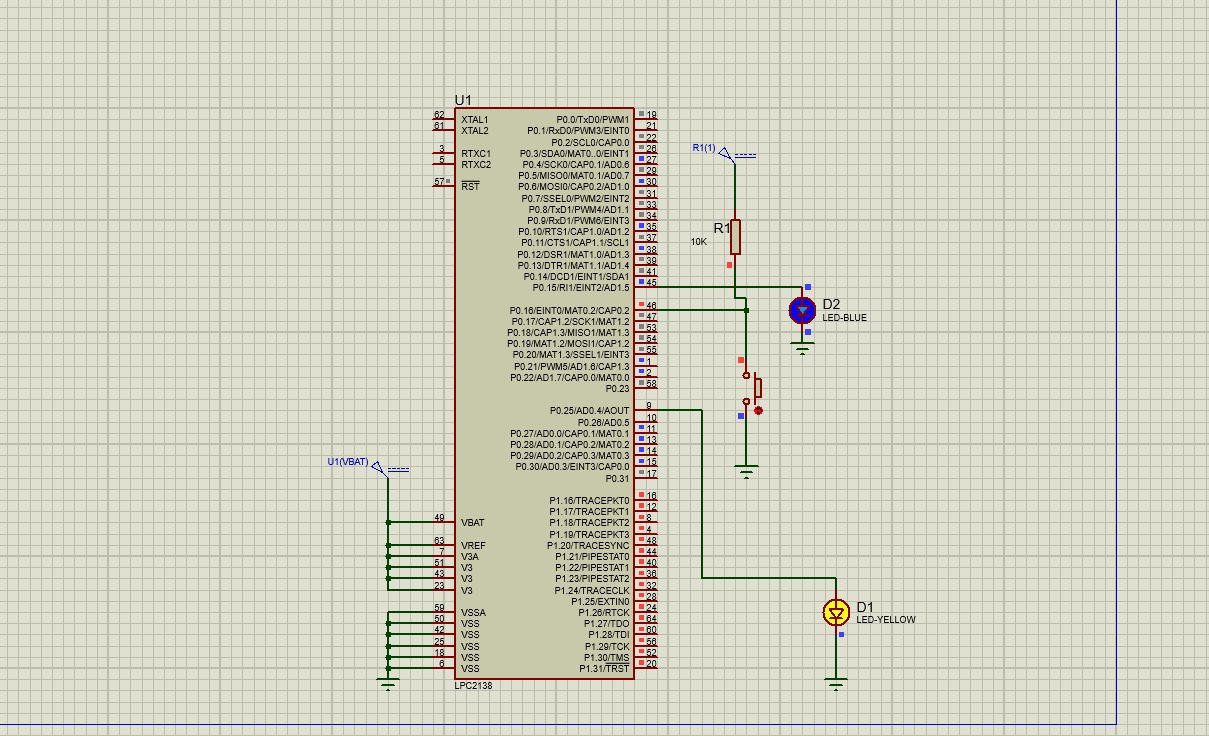 U1
62 XTAL1
61 XTAL2
3 RTXC1
5 RTXC2
57 RST
P0.0/TxD0/PWM1 19
P0.1/RxD0/PWM3/EINT0 21
P0.2/SCL0/CAP0.0 22
P0.3/SDA0/MAT0..0/EINT1 26
P0.4/SCK0/CAP0.1/AD0.6 27
P0.5/MISO0/MAT0.1/AD0.7 29
P0.6/MOSI0/CAP0.2/AD1.0 30
P0.7/SSEL0/PWM2/EINT2 31
P0.8/TxD1/PWM4/AD1.1 33
P0.9/RxD1/PWM6/EINT3 34
P0.10/RTS1/CAP1.0/AD1.2 35
P0.11/CTS1/CAP1.1/SCL1 37
P0.12/DSR1/MAT1.0/AD1.3 38
P0.13/DTR1/MAT1.1/AD1.4 39
P0.14/DCD1/EINT1/SDA1 41
P0.15/RI1/EINT2/AD1.5 45
P0.16/EINT0/MAT0.2/CAP0.2 46
P0.17/CAP1.2/SCK1/MAT1.2 47
P0.18/CAP1.3/MISO1/MAT1.3 53
P0.19/MAT1.2/MOSI1/CAP1.2 54
P0.20/MAT1.3/SSEL1/EINT3 55
P0.21/PWM5/AD1.6/CAP1.3 1
P0.22/AD1.7/CAP0.0/MAT0.0 2
P0.23 58
P0.25/AD0.4/AOUT 9
P0.26/AD0.5 10
P0.27/AD0.0/CAP0.1/MAT0.1 11
P0.28/AD0.1/CAP0.2/MAT0.2 13
P0.29/AD0.2/CAP0.3/MAT0.3 14
P0.30/AD0.3/EINT3/CAP0.0 15
P0.31 17
P1.16/TRACEPKT0 16
P1.17/TRACEPKT1 12
P1.18/TRACEPKT2 8
P1.19/TRACEPKT3 4
P1.20/TRACESYNC 48
P1.21/PIPESTAT0 44
P1.22/PIPESTAT1 40
P1.23/PIPESTAT2 36
P1.24/TRACECLK 32
P1.25/EXTIN0 28
P1.26/RTCK 24
P1.27/TDO 64
P1.28/TDI 60
P1.29/TCK 56
P1.30/TMS 52
P1.31/TRST 20
U1(VBAT)
49 VBAT
63 VREF
7 V3A
51 V3
43 V3
23 V3
59 VSSA
50 VSS
42 VSS
25 VSS
18 VSS
6 VSS
LPC2138
R1(1)
R1
10K
D2
LED-BLUE
D1
LED-YELLOW